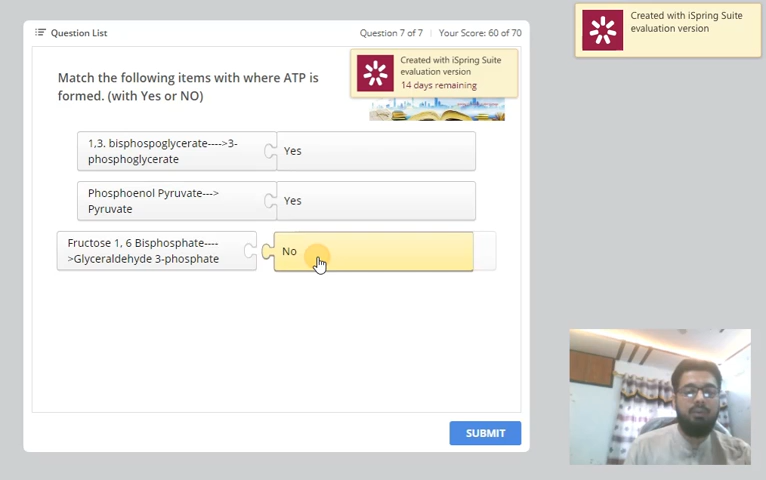 Question List
Question 7 of 7 | Your Score: 60 of 70
Created with iSpring Suite
evaluation version
Created with iSpring Suite
evaluation version
14 days remaining
Match the following items with where ATP is
formed. (with Yes or NO)
1,3. bisphospoglycerate---->3-
phosphoglycerate
Yes
Phosphoenol Pyruvate--->
Pyruvate
Yes
Fructose 1, 6 Bisphosphate----
>Glyceraldehyde 3-phosphate
No
SUBMIT